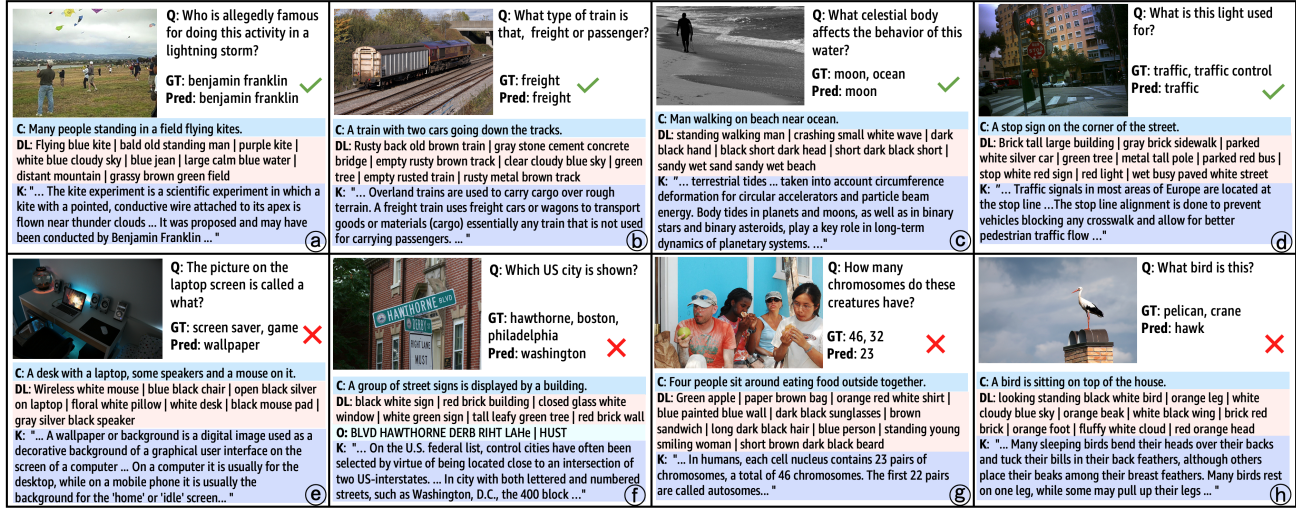 Q: Who is allegedly famous
for doing this activity in a
lightning storm?
GT: benjamin franklin
Pred: benjamin franklin
C: Many people standing in a field flying kites.
DL: Flying blue kite | bald old standing man | purple kite |
white blue cloudy sky | blue jean | large calm blue water |
distant mountain | grassy brown green field
K: "... The kite experiment is a scientific experiment in which a
kite with a pointed, conductive wire attached to its apex is
flown near thunder clouds ... It was proposed and may have
been conducted by Benjamin Franklin ... "
a
Q: What type of train is
that, freight or passenger?
GT: freight
Pred: freight
C: A train with two cars going down the tracks.
DL: Rusty back old brown train | gray stone cement concrete
bridge | empty rusty brown track | clear cloudy blue sky | green
tree | empty rusted train | rusty metal brown track
K: "... Overland trains are used to carry cargo over rough
terrain. A freight train uses freight cars or wagons to transport
goods or materials (cargo) essentially any train that is not used
for carrying passengers. ... "
b
Q: What celestial body
affects the behavior of this
water?
GT: moon, ocean
Pred: moon
C: Man walking on beach near ocean.
DL: standing walking man | crashing small white wave | dark
black hand | black short dark head | short dark black short |
sandy wet sand sandy wet beach
K: "... terrestrial tides ... taken into account circumference
deformation for circular accelerators and particle beam
energy. Body tides in planets and moons, as well as in binary
stars and binary asteroids, play a key role in long-term
dynamics of planetary systems. ..."
c
Q: What is this light used
for?
GT: traffic, traffic control
Pred: traffic
C: A stop sign on the corner of the street.
DL: Brick tall large building | gray brick sidewalk | parked
white silver car | green tree | metal tall pole | parked red bus |
stop white red sign | red light | wet busy paved white street
K: "... Traffic signals in most areas of Europe are located at
the stop line ...The stop line alignment is done to prevent
vehicles blocking any crosswalk and allow for better
pedestrian traffic flow ..."
d
Q: The picture on the
laptop screen is called a
what?
GT: screen saver, game
Pred: wallpaper
C: A desk with a laptop, some speakers and a mouse on it.
DL: Wireless white mouse | blue black chair | open black silver
on laptop | floral white pillow | white desk | black mouse pad |
gray silver black speaker
K: "... A wallpaper or background is a digital image used as a
decorative background of a graphical user interface on the
screen of a computer ... On a computer it is usually for the
desktop, while on a mobile phone it is usually the
background for the 'home' or 'idle' screen... "
e
HAWTHORNE BLVD
DERBY
RIGHT LANE
MUST
Q: Which US city is shown?
GT: hawthorne, boston,
philadelphia
Pred: washington
C: A group of street signs is displayed by a building.
DL: black white sign | red brick building | closed glass white
window | white green sign | tall leafy green tree | red brick wall
O: BLVD HAWTHORNE DERB RIHT LAHe | HUST
K: "... On the U.S. federal list, control cities have often been
selected by virtue of being located close to an intersection of
two US-interstates. ... In city with both lettered and numbered
streets, such as Washington, D.C., the 400 block ..."
f
Q: How many
chromosomes do these
creatures have?
GT: 46, 32
Pred: 23
C: Four people sit around eating food outside together.
DL: Green apple | paper brown bag | orange red white shirt |
blue painted blue wall | dark black sunglasses | brown
sandwich | long dark black hair | blue person | standing young
smiling woman | short brown dark black beard
K: "... In humans, each cell nucleus contains 23 pairs of
chromosomes, a total of 46 chromosomes. The first 22 pairs
are called autosomes... "
g
Q: What bird is this?
GT: pelican, crane
Pred: hawk
C: A bird is sitting on top of the house.
DL: looking standing black white bird | orange leg | white
cloudy blue sky | orange beak | white black wing | brick red
brick | orange foot | fluffy white cloud | red orange head
K: "... Many sleeping birds bend their heads over their backs
and tuck their bills in their back feathers, although others
place their beaks among their breast feathers. Many birds rest
on one leg, while some may pull up their legs ... "
h